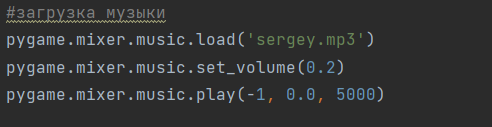 #загрузка музыки
pygame.mixer.music.load('sergey.mp3')
pygame.mixer.music.set_volume(0.2)
pygame.mixer.music.play(-1, 0.0, 5000)